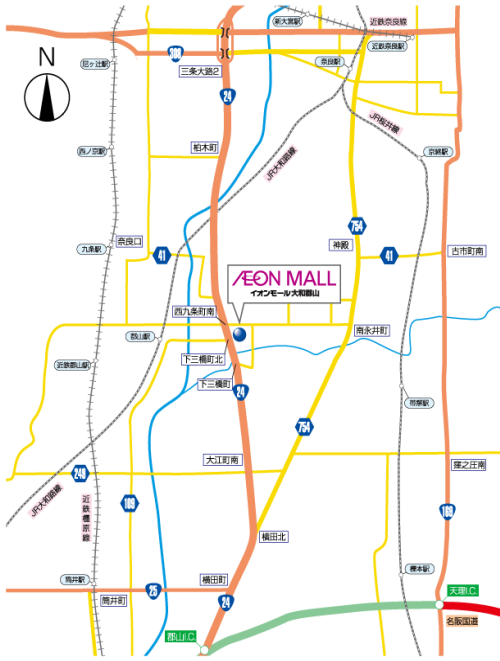 新大宮駅
近鉄奈良線
近鉄奈良駅
N
308
尼ヶ辻駅
三条大路2
奈良駅
24
JR桜井線
柏木町
西ノ京駅
JR大和路線
京終駅
754
九条駅
奈良口
41
神殿
41
古市町南
ÆON MALL
イオンモール大和郡山
西九条町南
郡山駅
南永井町
下三橋町北
近鉄郡山駅
下三橋町
24
帯解駅
754
大江町南
窪之庄南
249
JR大和路線
近鉄橿原線
103
169
横田北
筒井駅
横田町
櫟本駅
25
筒井町
24
天理I.C.
名阪国道
郡山I.C.